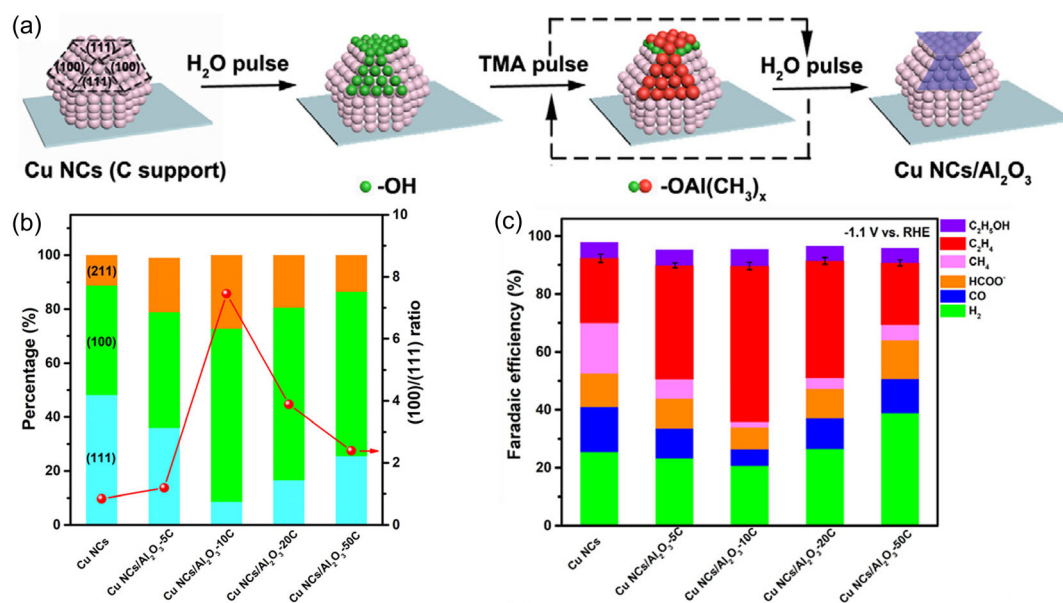 (a)
(111)
(100)
(100)
(111)
H₂O pulse
TMA pulse
H₂O pulse
Cu NCs (C support)
-OH
-OAl(CH₃)ₓ
Cu NCs/Al₂O₃
(b)
Percentage (%)
100
80
60
40
20
0
(211)
(100)
(111)
10
8
6
4
2
0
(100)/(111) ratio
Cu NCs
Cu NCs/Al₂O₃-5C
Cu NCs/Al₂O₃-10C
Cu NCs/Al₂O₃-20C
Cu NCs/Al₂O₃-50C
(c)
Faradaic efficiency (%)
100
80
60
40
20
0
-1.1 V vs. RHE
C₂H₅OH
C₂H₄
CH₄
HCOO⁻
CO
H₂
Cu NCs
Cu NCs/Al₂O₃-5C
Cu NCs/Al₂O₃-10C
Cu NCs/Al₂O₃-20C
Cu NCs/Al₂O₃-50C